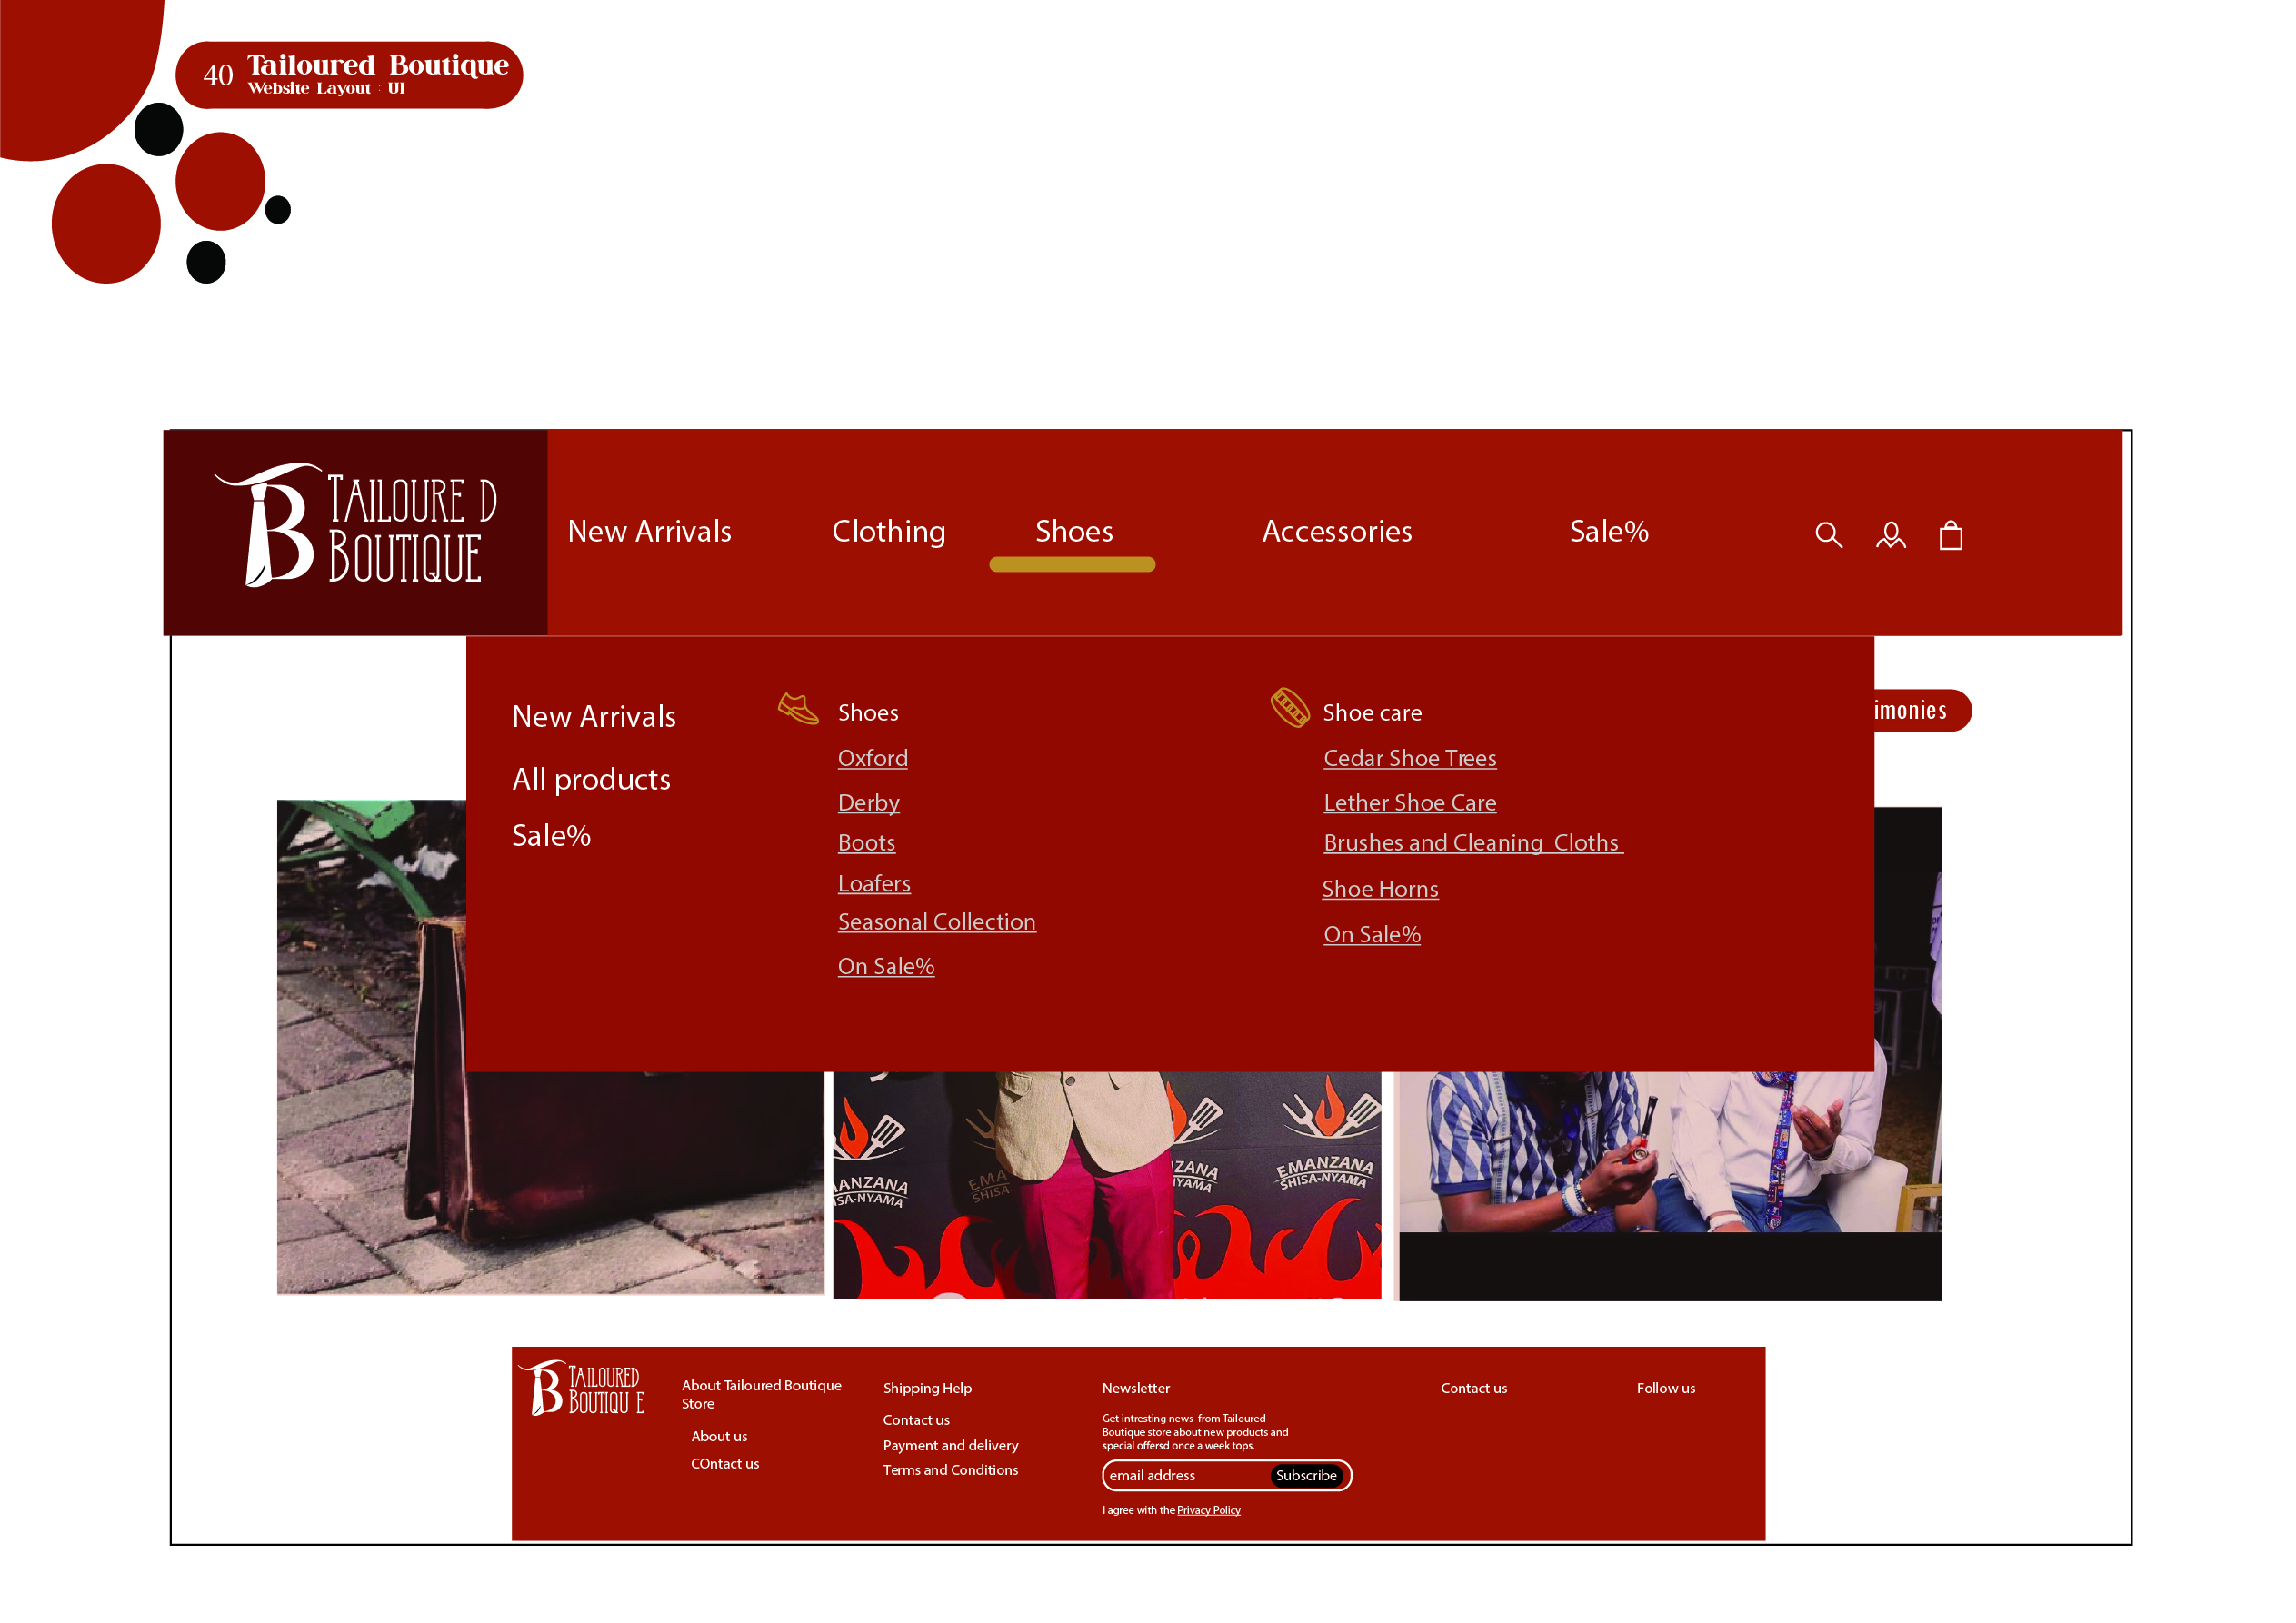 40 Tailoured Boutique
Website Layout : UI
TAILOURE D
BOUTIQUE
New Arrivals
Clothing
Shoes
Accessories
Sale%
New Arrivals
All products
Sale%
Shoes
Oxford
Derby
Boots
Loafers
Seasonal Collection
On Sale%
Shoe care
Cedar Shoe Trees
Lether Shoe Care
Brushes and Cleaning Cloths
Shoe Horns
On Sale%
imonies
ANZANA
ISA-NYAMA
EMAN
SHISA
ZANA
YAMA
EMANZANA
SHISA-NYAMA
TAILOURED
BOUTIQU E
About Tailoured Boutique
Store
About us
COntact us
Shipping Help
Contact us
Payment and delivery
Terms and Conditions
Newsletter
Get intresting news from Tailoured
Boutique store about new products and
special offersd once a week tops.
email address
Subscribe
I agree with the Privacy Policy
Contact us
Follow us